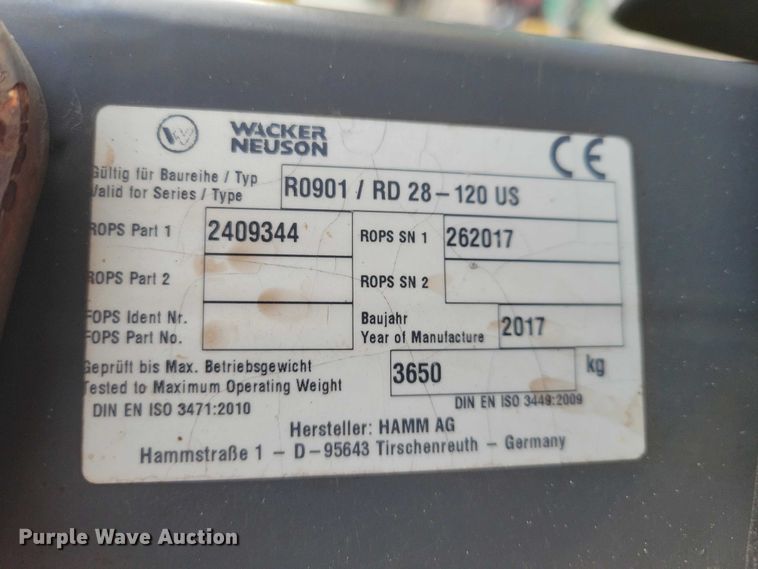 WACKER
NEUSON
CE
Gültig für Baureihe / Typ
Valid for Series / Type
R0901 / RD 28-120 US
ROPS Part 1 2409344 ROPS SN 1 262017
ROPS Part 2 ROPS SN 2
FOPS Ident Nr.
FOPS Part No.
Baujahr
Year of Manufacture 2017
Geprüft bis Max. Betriebsgewicht
Tested to Maximum Operating Weight
3650 kg
DIN EN ISO 3471:2010 DIN EN ISO 3449:2009
Hersteller: HAMM AG
Hammstraße 1 - D-95643 Tirschenreuth - Germany
Purple Wave Auction